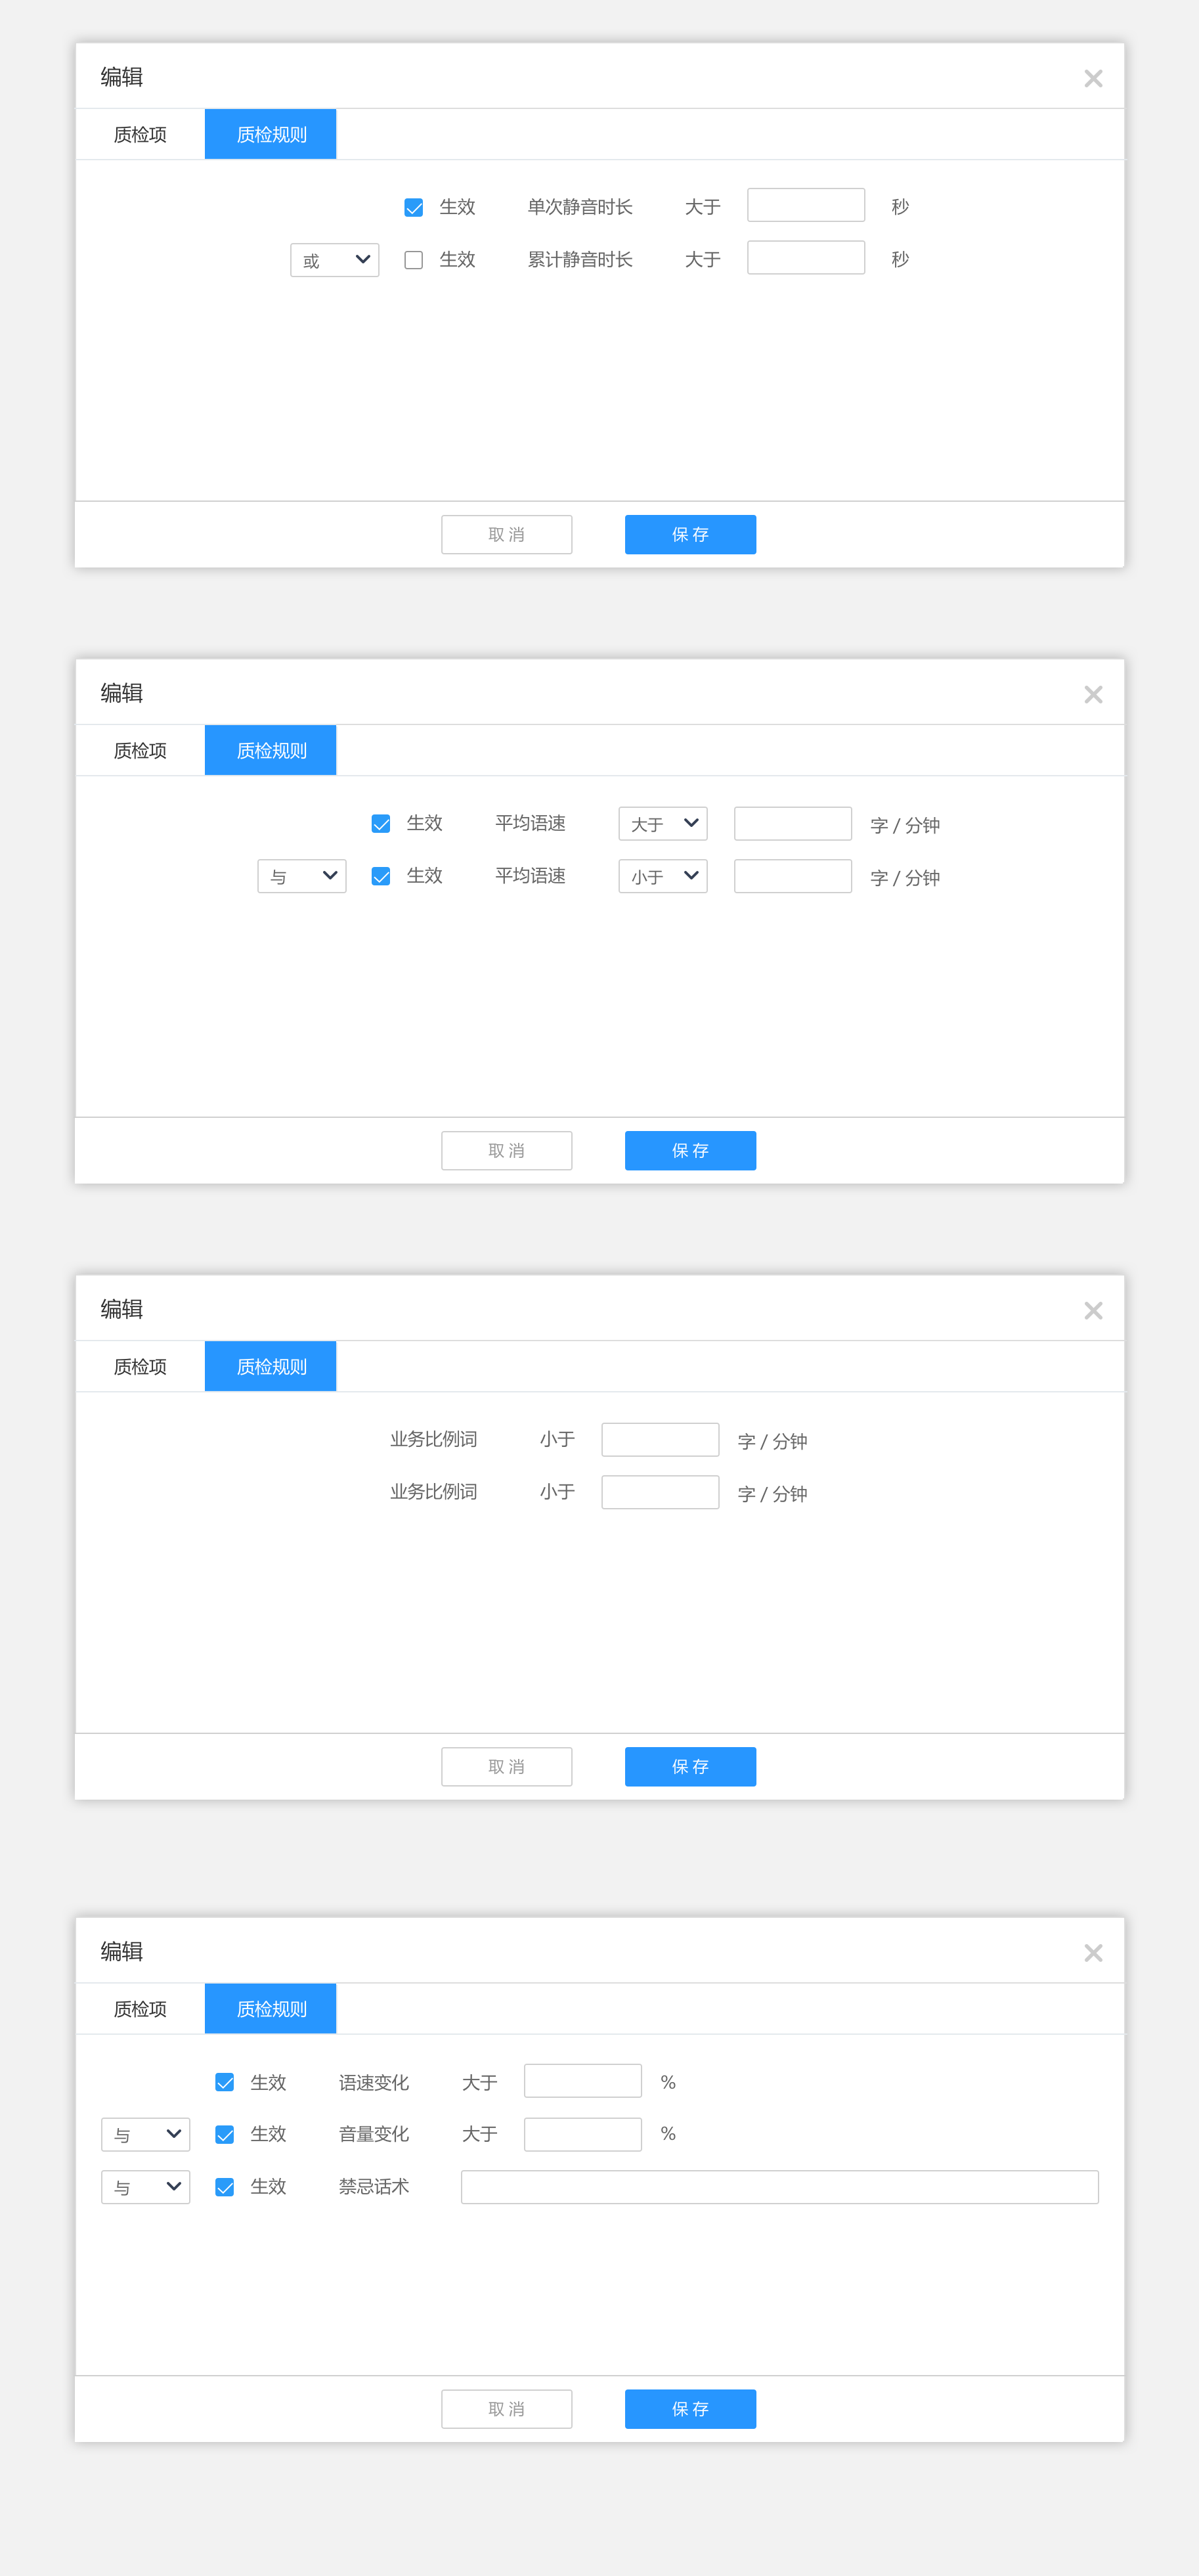 编辑
质检项 质检规则
生效 单次静音时长 大于 秒
或 生效 累计静音时长 大于 秒
取 消 保 存
编辑
质检项 质检规则
生效 平均语速 大于 字 / 分钟
与 生效 平均语速 小于 字 / 分钟
取 消 保 存
编辑
质检项 质检规则
业务比例词 小于 字 / 分钟
业务比例词 小于 字 / 分钟
取 消 保 存
编辑
质检项 质检规则
生效 语速变化 大于 %
与 生效 音量变化 大于 %
与 生效 禁忌话术
取 消 保 存